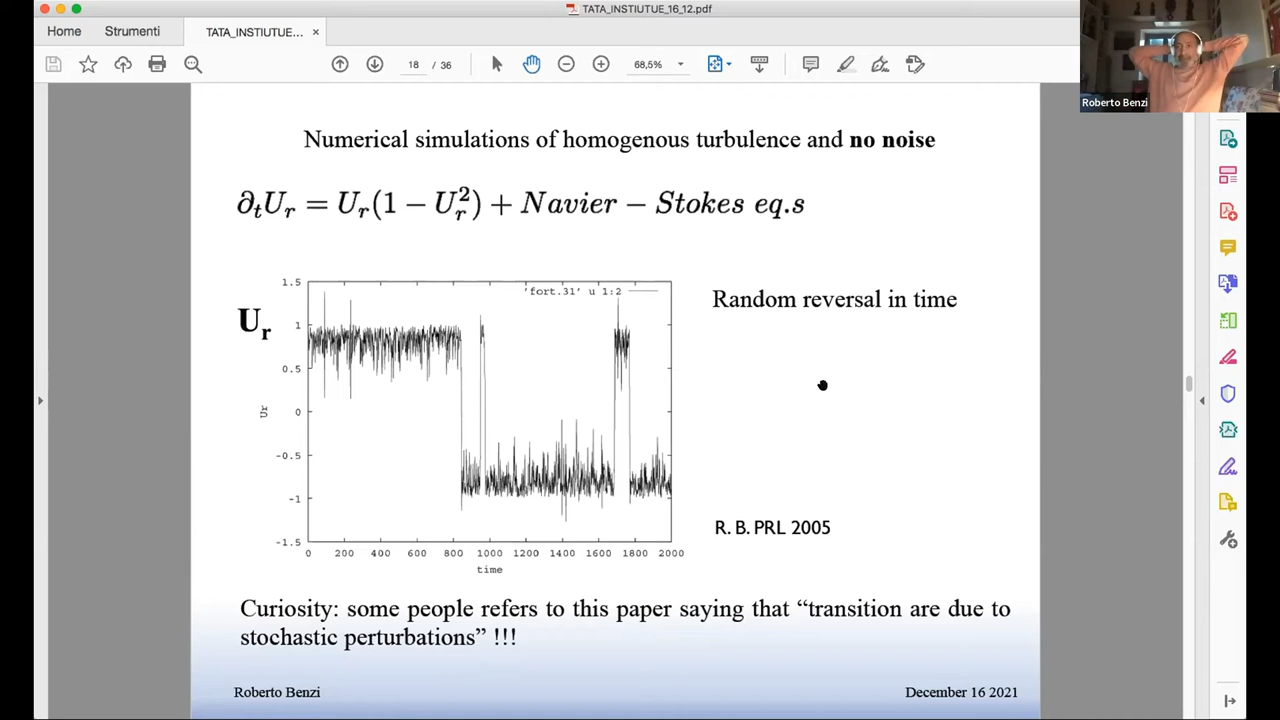 TATA_INSTIUTUE_16_12.pdf
Home
Strumenti
TATA_INSTIUTUE...
18 / 36
68,5%
Roberto Benzi
Numerical simulations of homogenous turbulence and no noise
∂ₜUᵣ = Uᵣ(1 − Uᵣ²) + Navier − Stokes eq.s
1.5
'fort.31' u 1:2
Random reversal in time
Uᵣ
1
0.5
Ur
0
-0.5
-1
R. B. PRL 2005
-1.5
0 200 400 600 800 1000 1200 1400 1600 1800 2000
time
Curiosity: some people refers to this paper saying that “transition are due to
stochastic perturbations” !!!
Roberto Benzi
December 16 2021